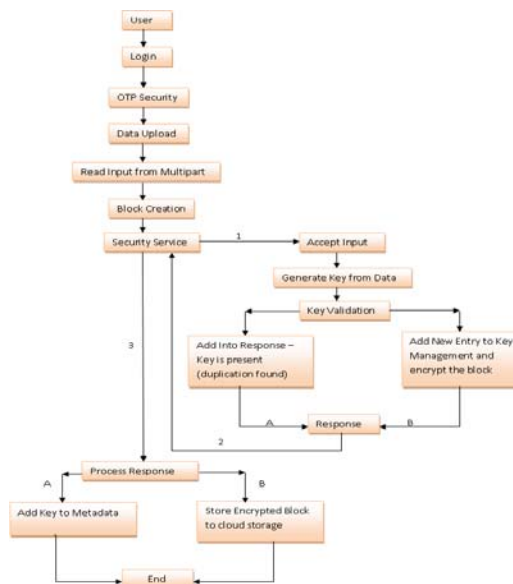 User
Login
OTP Security
Data Upload
Read Input from Multipart
Block Creation
Security Service
1
Accept Input
Generate Key from Data
Key Validation
3
Add Into Response –
Key is present
(duplication found)
Add New Entry to Key
Management and
encrypt the block
A
Response
B
2
Process Response
A
B
Add Key to Metadata
Store Encrypted Block
to cloud storage
End